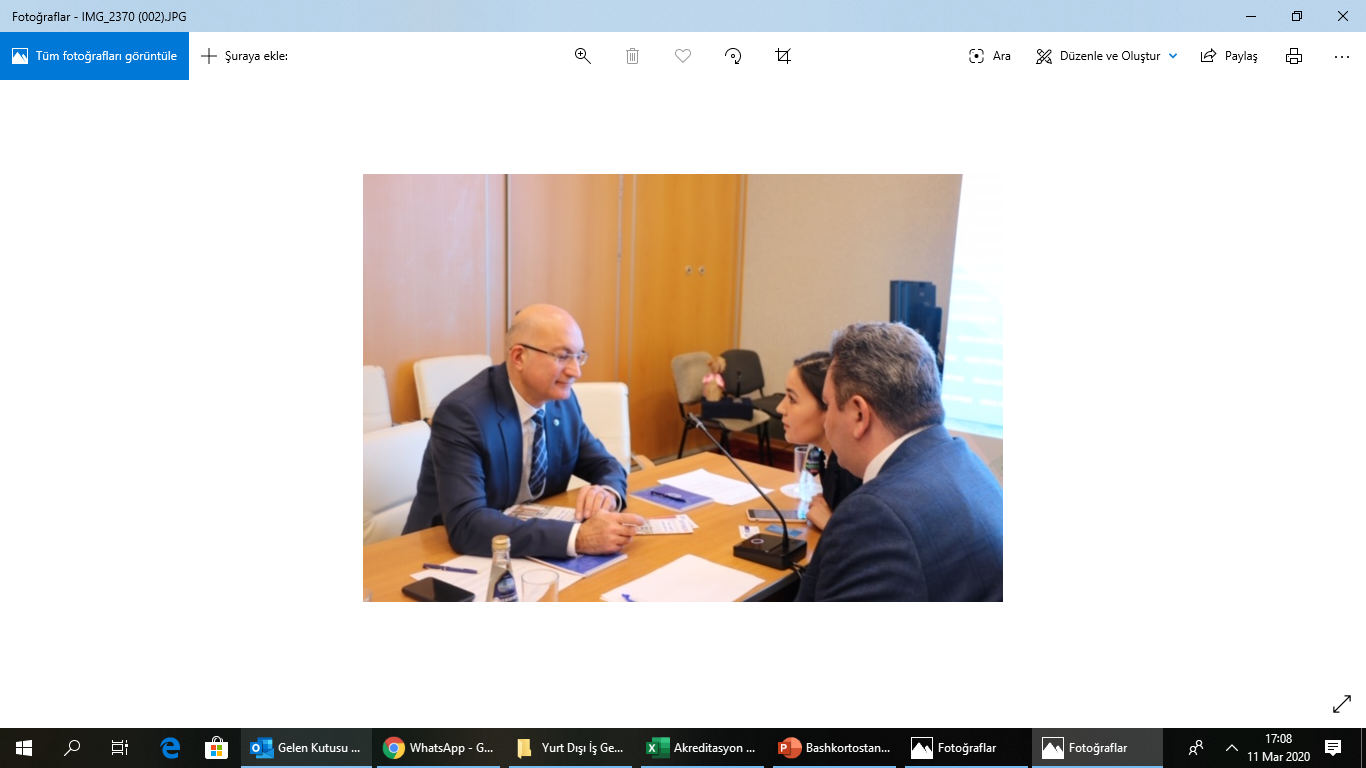 Fotoğraflar - IMG_2370 (002).JPG
Tüm fotoğrafları görüntüle
Şuraya ekle:
Ara
Düzenle ve Oluştur
Paylaş
Gelen Kutusu ...
WhatsApp - G...
Yurt Dışı İş Ge...
Akreditasyon ...
Bashkortostan...
Fotoğraflar
Fotoğraflar
17:08
11 Mar 2020